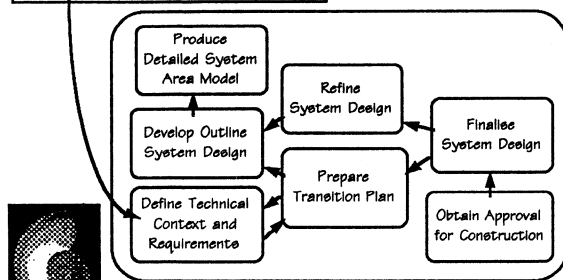 Produce
Detailed System
Area Model
Refine
System Design
Finalise
System Design
Develop Outline
System Design
Prepare
Transition Plan
Define Technical
Context and
Requirements
Obtain Approval
for Construction